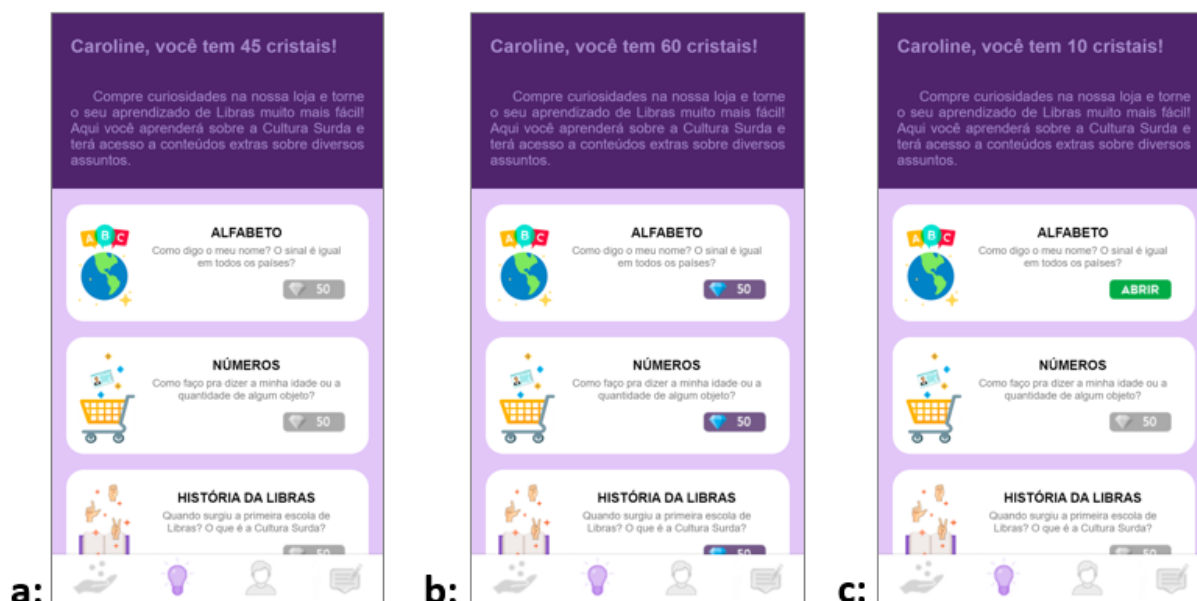 Caroline, você tem 45 cristais!
Compre curiosidades na nossa loja e torne
o seu aprendizado de Libras muito mais fácil!
Aqui você aprenderá sobre a Cultura Surda e
terá acesso a conteúdos extras sobre diversos
assuntos.
A B C
ALFABETO
Como digo o meu nome? O sinal é igual
em todos os países?
50
NÚMEROS
Como faço pra dizer a minha idade ou a
quantidade de algum objeto?
50
HISTÓRIA DA LIBRAS
Quando surgiu a primeira escola de
Libras? O que é a Cultura Surda?
50
a:
Caroline, você tem 60 cristais!
Compre curiosidades na nossa loja e torne
o seu aprendizado de Libras muito mais fácil!
Aqui você aprenderá sobre a Cultura Surda e
terá acesso a conteúdos extras sobre diversos
assuntos.
A B C
ALFABETO
Como digo o meu nome? O sinal é igual
em todos os países?
50
NÚMEROS
Como faço pra dizer a minha idade ou a
quantidade de algum objeto?
50
HISTÓRIA DA LIBRAS
Quando surgiu a primeira escola de
Libras? O que é a Cultura Surda?
50
b:
Caroline, você tem 10 cristais!
Compre curiosidades na nossa loja e torne
o seu aprendizado de Libras muito mais fácil!
Aqui você aprenderá sobre a Cultura Surda e
terá acesso a conteúdos extras sobre diversos
assuntos.
A B C
ALFABETO
Como digo o meu nome? O sinal é igual
em todos os países?
ABRIR
NÚMEROS
Como faço pra dizer a minha idade ou a
quantidade de algum objeto?
50
HISTÓRIA DA LIBRAS
Quando surgiu a primeira escola de
Libras? O que é a Cultura Surda?
50
c: